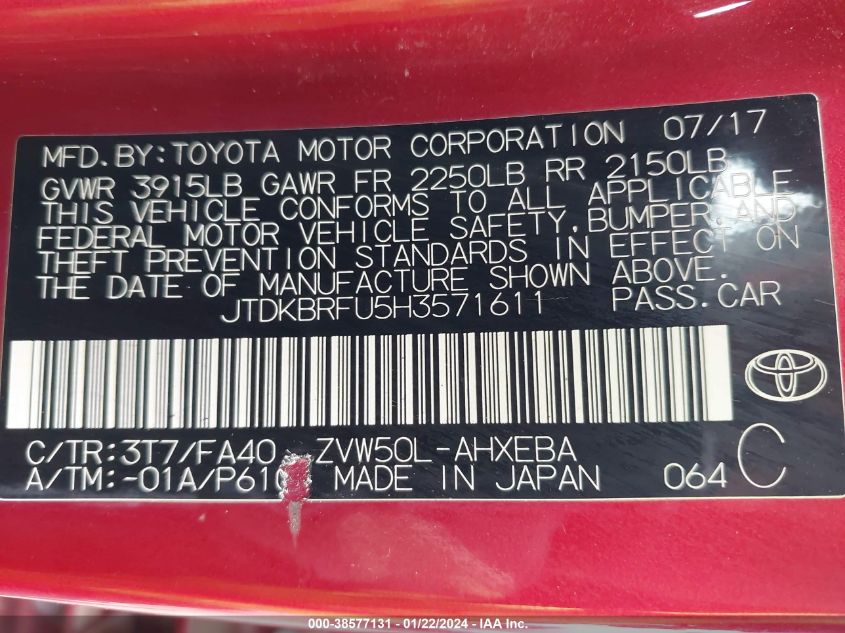 MFD.BY:TOYOTA MOTOR CORPORATION 07/17
GVWR 3915LB GAWR FR 2250LB RR 2150LB
THIS VEHICLE CONFORMS TO ALL APPLICABLE
FEDERAL MOTOR VEHICLE SAFETY,BUMPER,AND
THEFT PREVENTION STANDARDS IN EFFECT ON
THE DATE OF MANUFACTURE SHOWN ABOVE.
JTDKBRFU5H3571611 PASS.CAR
C/TR:3T7/FA40 ZVW50L-AHXEBA C
A/TM:-01A/P610 MADE IN JAPAN 064
000-38577131 - 01/22/2024 - IAA Inc.